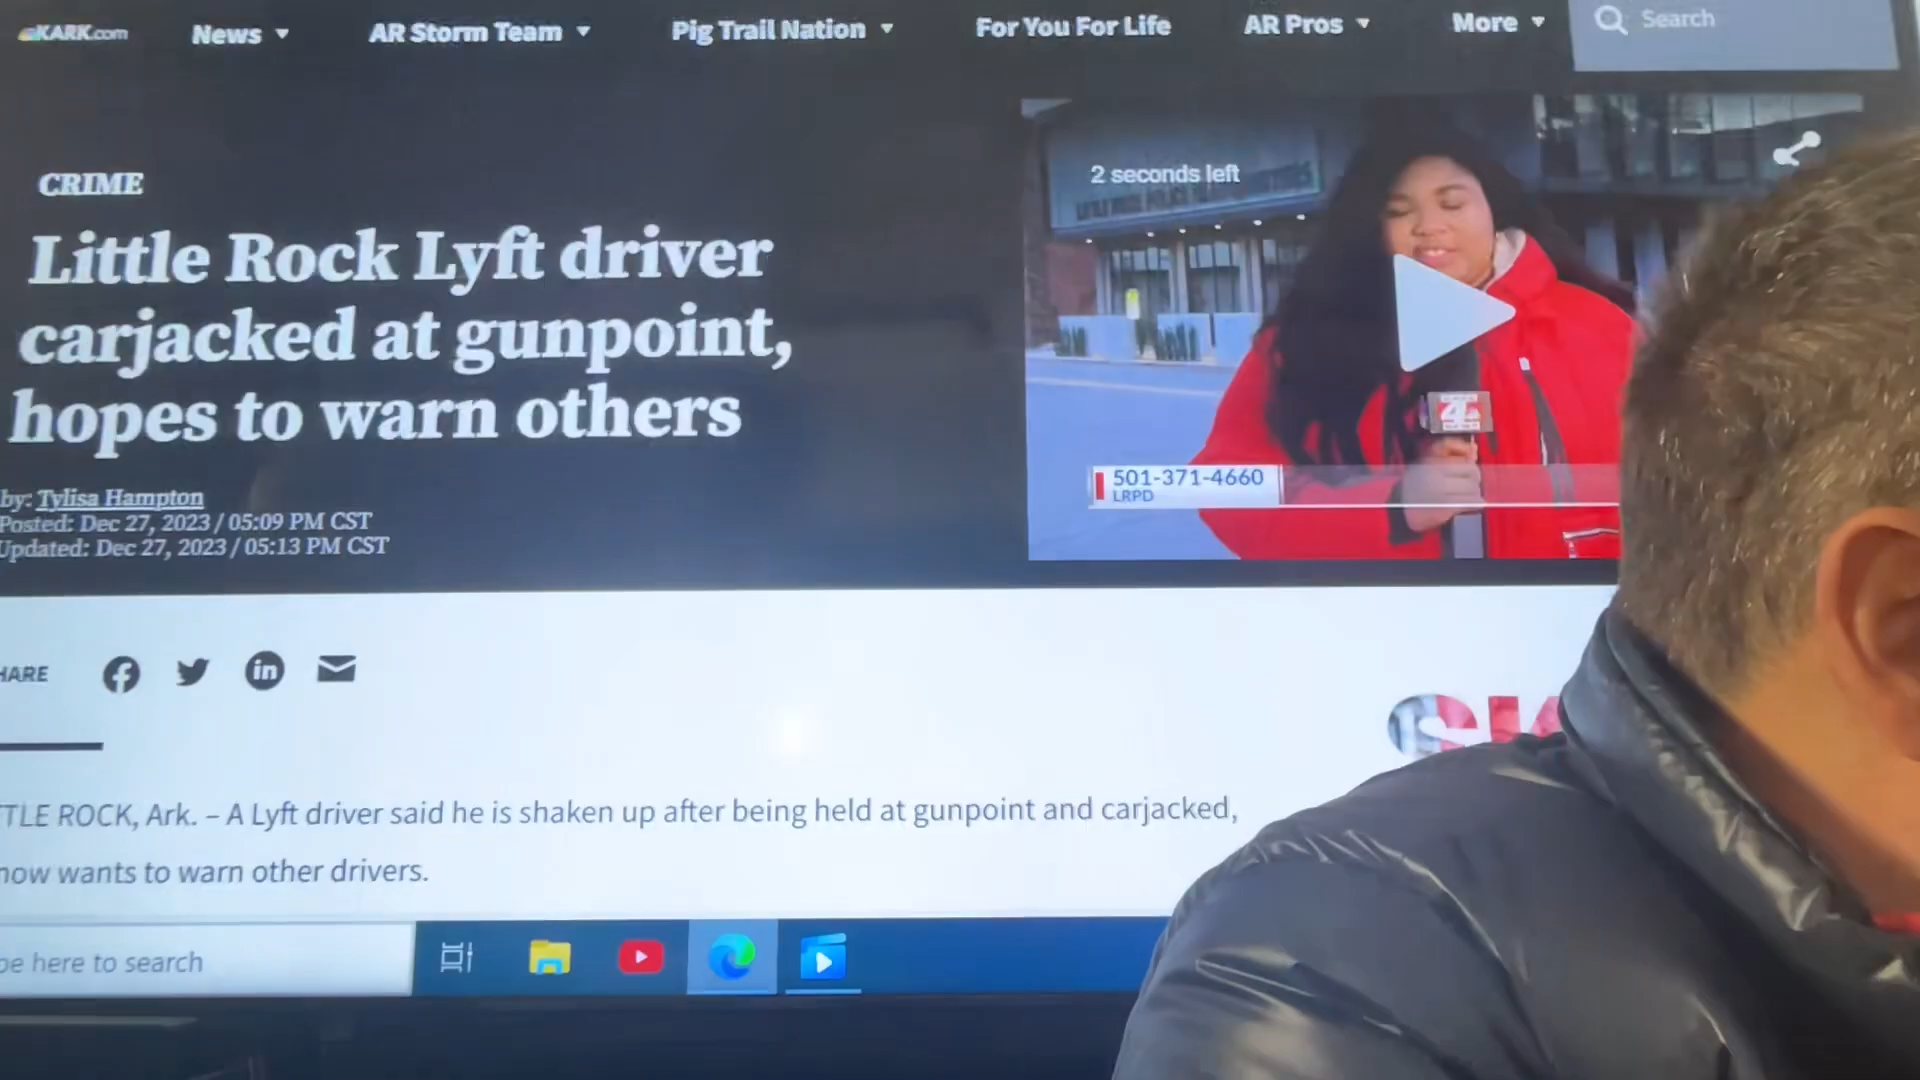 KARK.com
News
AR Storm Team
Pig Trail Nation
For You For Life
AR Pros
More
Search
CRIME
Little Rock Lyft driver
carjacked at gunpoint,
hopes to warn others
by: Tylisa Hampton
Posted: Dec 27, 2023 / 05:09 PM CST
Updated: Dec 27, 2023 / 05:13 PM CST
2 seconds left
4
501-371-4660
LRPD
HARE
TTLE ROCK, Ark. – A Lyft driver said he is shaken up after being held at gunpoint and carjacked,
now wants to warn other drivers.
pe here to search